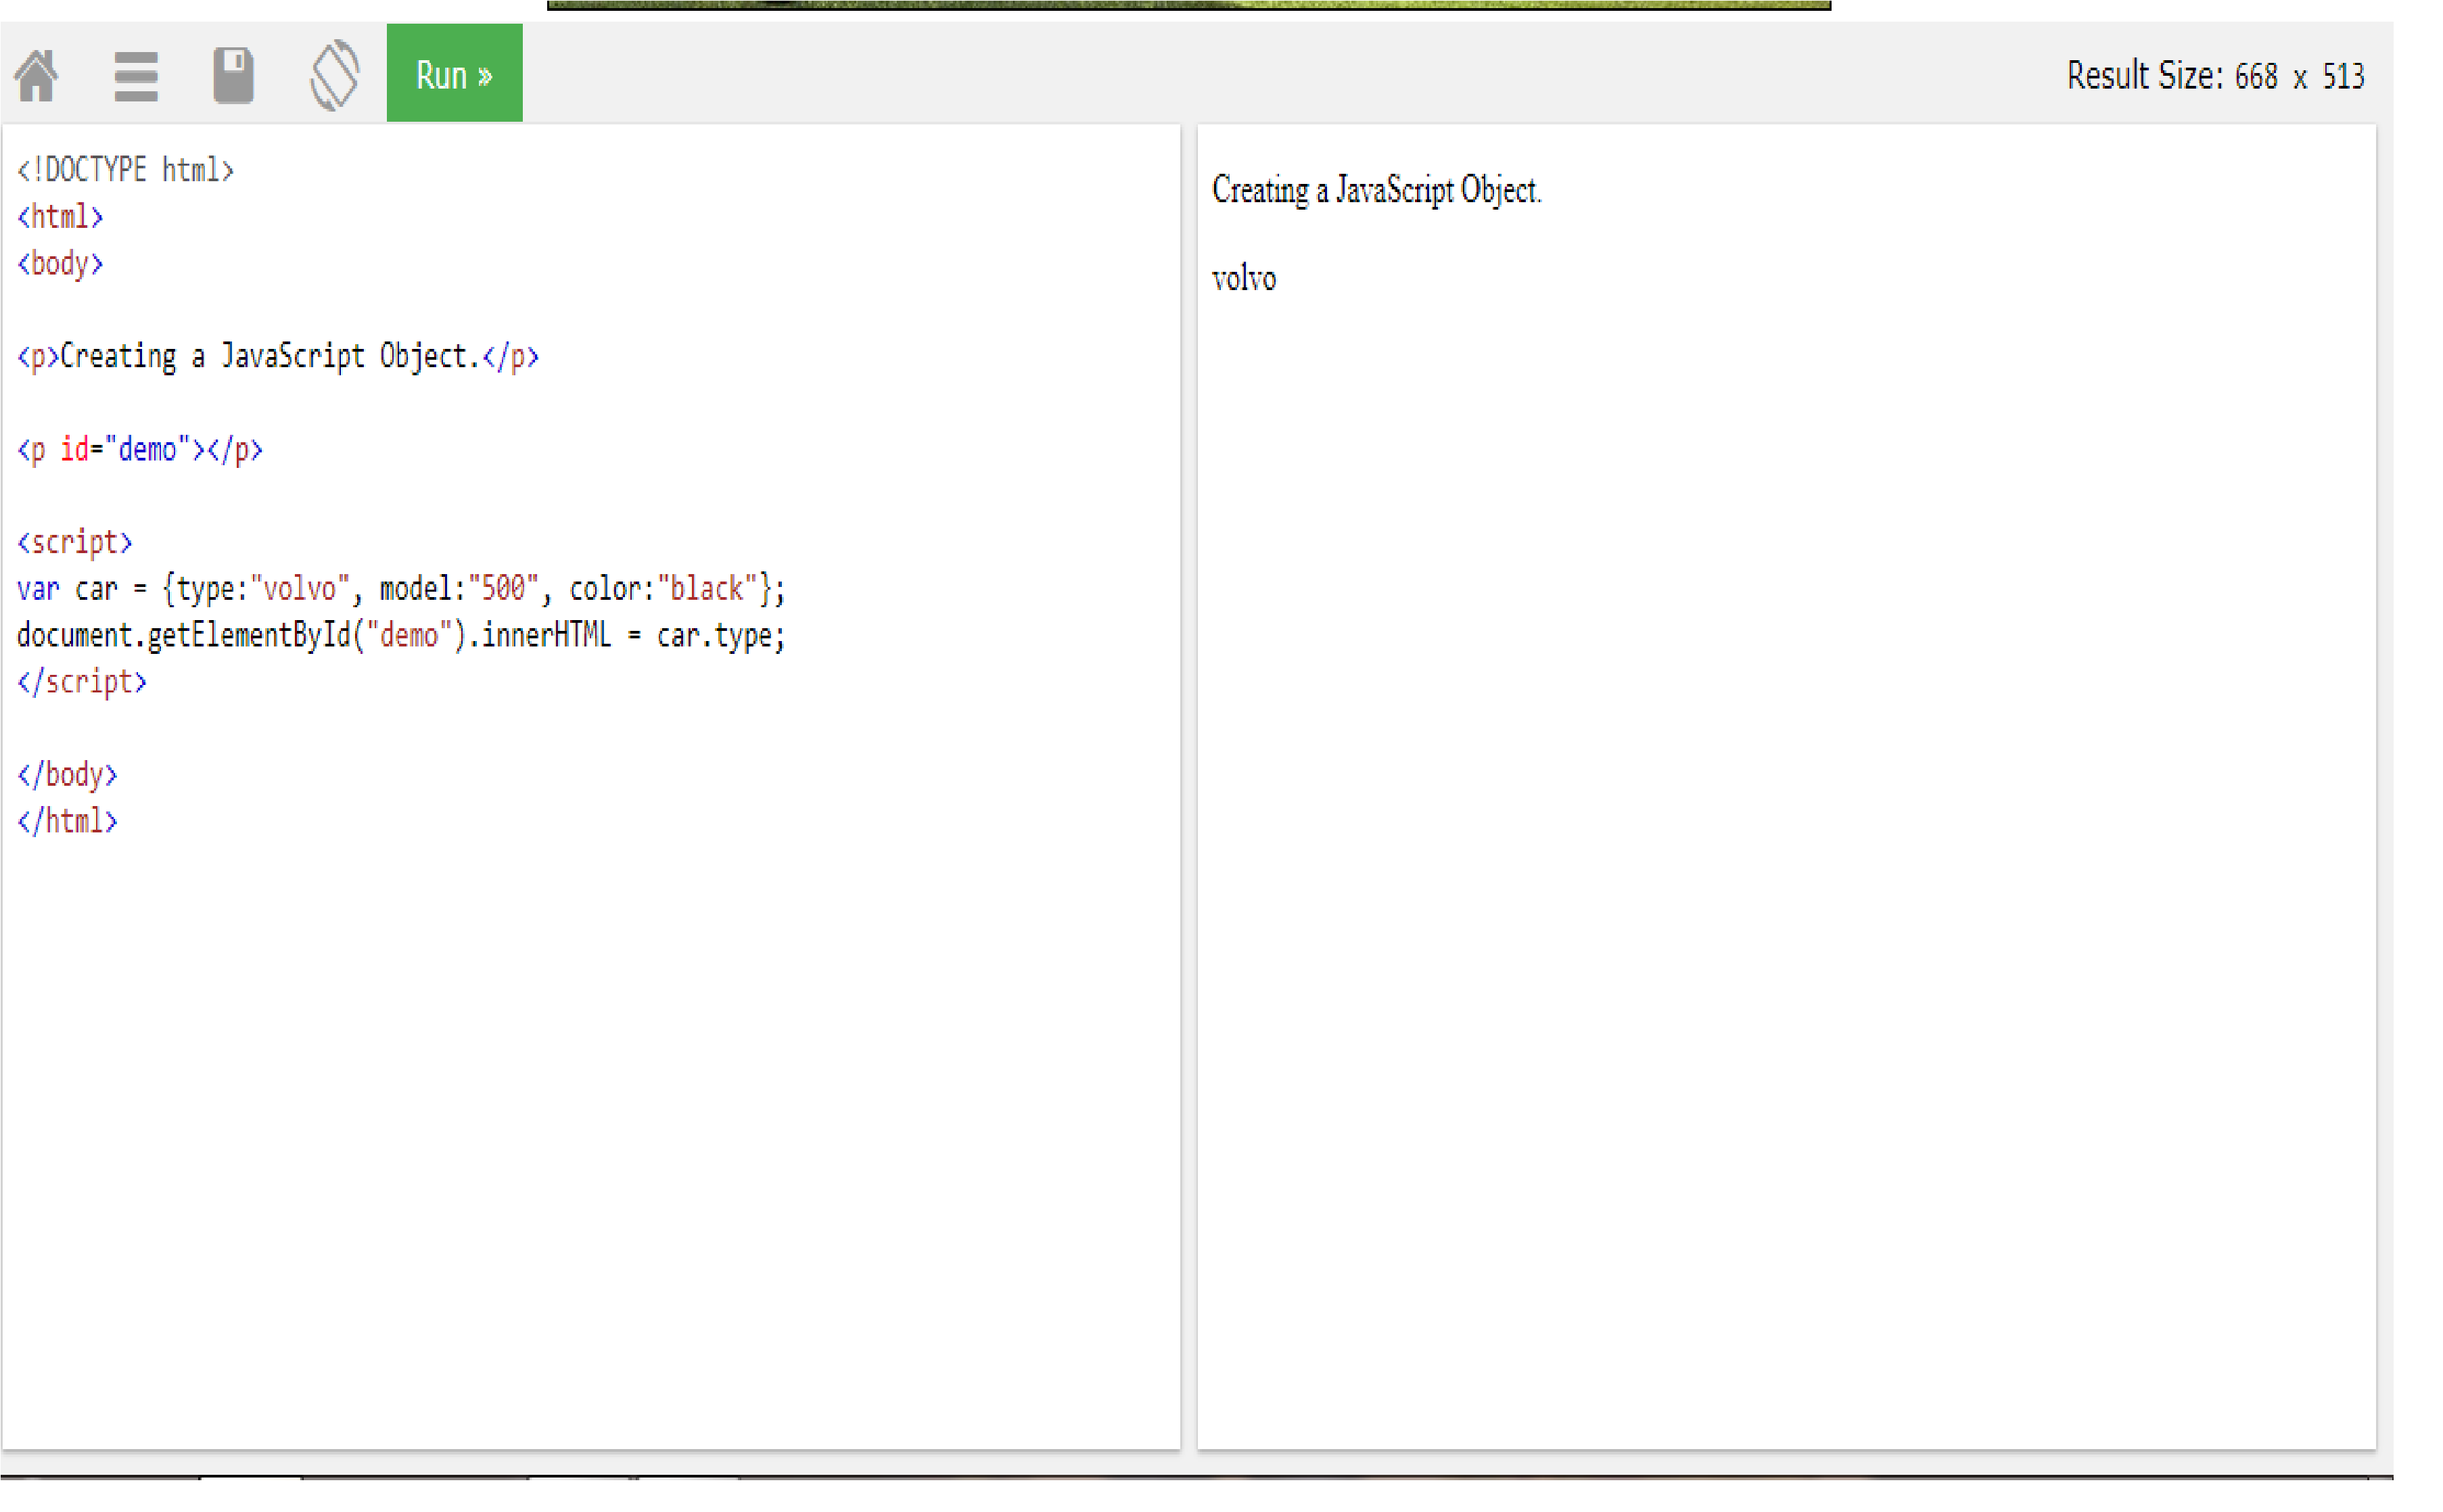 Run »
Result Size: 668 x 513
<!DOCTYPE html>
<html>
<body>
<p>Creating a JavaScript Object.</p>
<p id="demo"></p>
<script>
var car = {type:"volvo", model:"500", color:"black"};
document.getElementById("demo").innerHTML = car.type;
</script>
</body>
</html>
Creating a JavaScript Object.
volvo